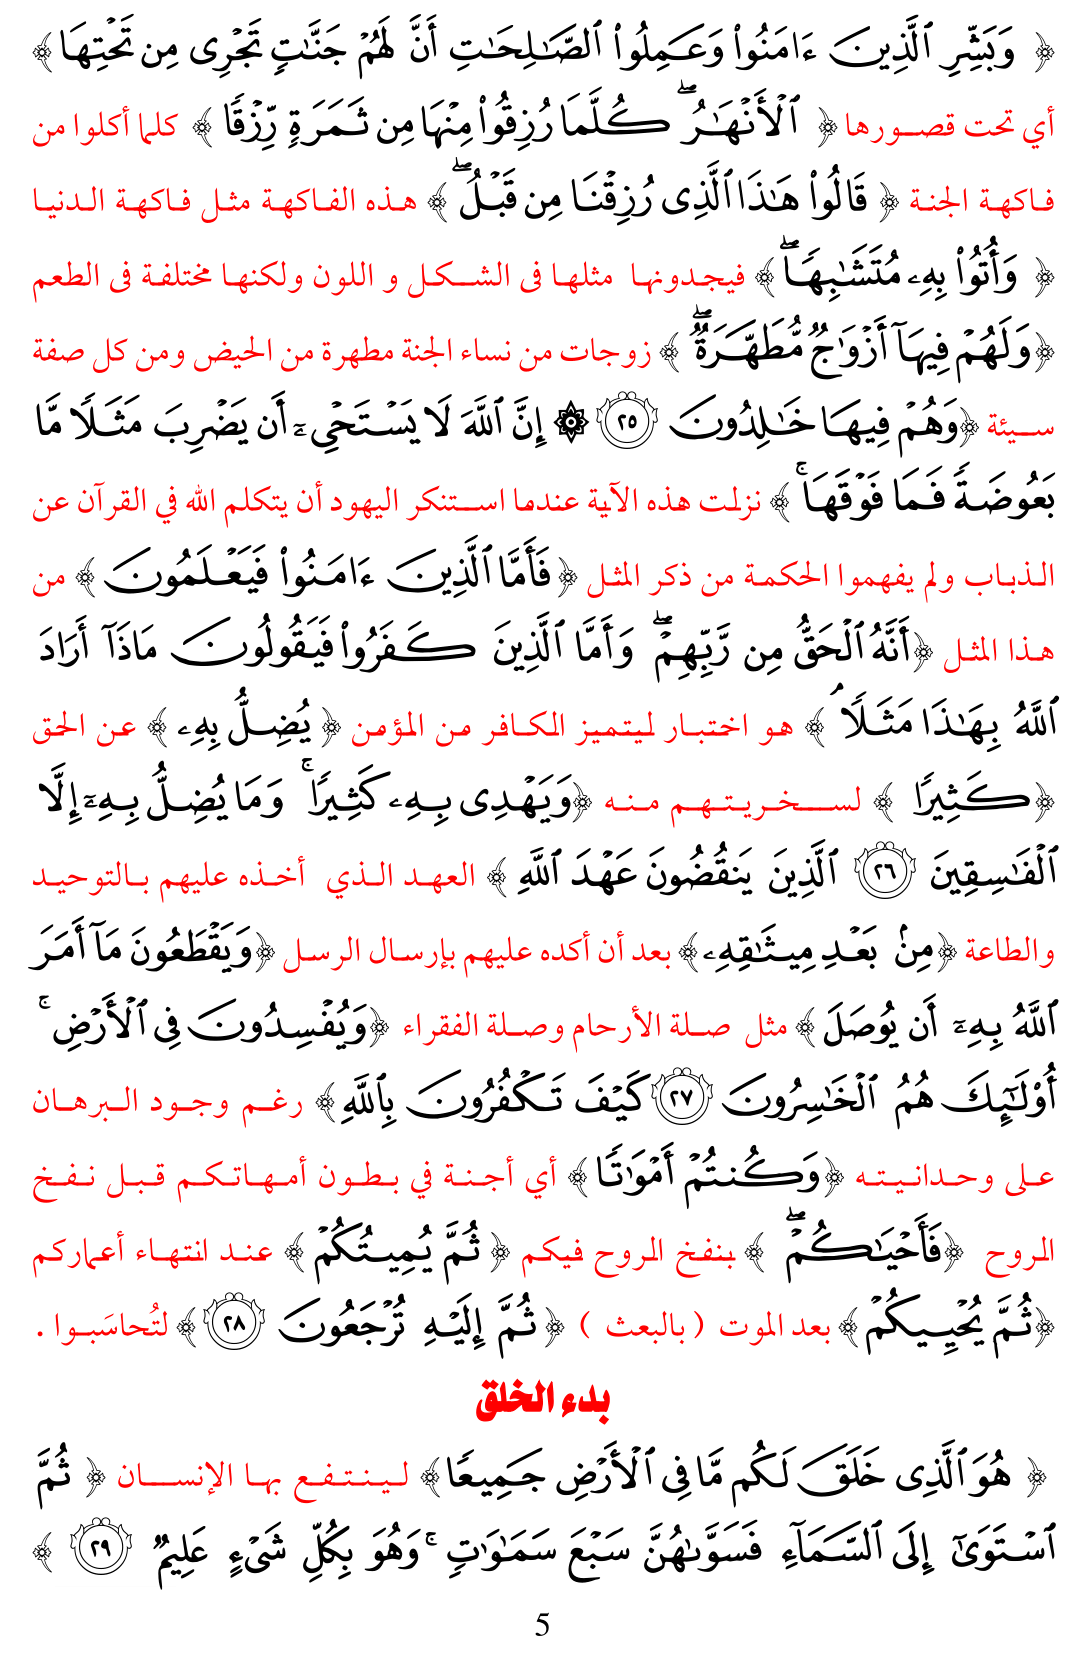 ﴿ وَبَشِّرِ ٱلَّذِينَ ءَامَنُوا۟ وَعَمِلُوا۟ ٱلصَّـٰلِحَـٰتِ أَنَّ لَهُمْ جَنَّـٰتٍ تَجْرِى مِن تَحْتِهَا ﴾
أي تحت قصورها ﴿ ٱلْأَنْهَـٰرُ ۖ كُلَّمَا رُزِقُوا۟ مِنْهَا مِن ثَمَرَةٍ رِّزْقًا ﴾ كلما أكلوا من
فاكهة الجنة ﴿ قَالُوا۟ هَـٰذَا ٱلَّذِى رُزِقْنَا مِن قَبْلُ ۖ ﴾ هذه الفاكهة مثل فاكهة الدنيا
﴿ وَأُتُوا۟ بِهِۦ مُتَشَـٰبِهًا ۖ ﴾ فيجدونها مثلها فى الشكل و اللون ولكنها مختلفة فى الطعم
﴿وَلَهُمْ فِيهَآ أَزْوَٰجٌ مُّطَهَّرَةٌ ۖ ﴾ زوجات من نساء الجنة مطهرة من الحيض ومن كل صفة
سيئة ﴿وَهُمْ فِيهَا خَـٰلِدُونَ ٢٥ ۞ إِنَّ ٱللَّهَ لَا يَسْتَحْىِۦٓ أَن يَضْرِبَ مَثَلًا مَّا
بَعُوضَةً فَمَا فَوْقَهَا ۚ ﴾ نزلت هذه الآية عندما استنكر اليهود أن يتكلم الله في القرآن عن
الذباب ولم يفهموا الحكمة من ذكر المثل ﴿فَأَمَّا ٱلَّذِينَ ءَامَنُوا۟ فَيَعْلَمُونَ ﴾ من
هذا المثل ﴿أَنَّهُ ٱلْحَقُّ مِن رَّبِّهِمْ ۖ وَأَمَّا ٱلَّذِينَ كَفَرُوا۟ فَيَقُولُونَ مَاذَآ أَرَادَ
ٱللَّهُ بِهَـٰذَا مَثَلًا ۘ ﴾ هو اختبار ليتميز الكافر من المؤمن ﴿ يُضِلُّ بِهِۦ ﴾ عن الحق
﴿كَثِيرًا ﴾ لسخريتهم منه ﴿وَيَهْدِى بِهِۦ كَثِيرًا ۚ وَمَا يُضِلُّ بِهِۦٓ إِلَّا
ٱلْفَـٰسِقِينَ ٢٦ ٱلَّذِينَ يَنقُضُونَ عَهْدَ ٱللَّهِ ﴾ العهد الذي أخذه عليهم بالتوحيد
والطاعة ﴿مِنۢ بَعْدِ مِيثَـٰقِهِۦ﴾ بعد أن أكده عليهم بإرسال الرسل ﴿وَيَقْطَعُونَ مَآ أَمَرَ
ٱللَّهُ بِهِۦٓ أَن يُوصَلَ﴾ مثل صلة الأرحام وصلة الفقراء ﴿وَيُفْسِدُونَ فِى ٱلْأَرْضِ ۚ
أُو۟لَـٰٓئِكَ هُمُ ٱلْخَـٰسِرُونَ ٢٧ كَيْفَ تَكْفُرُونَ بِٱللَّهِ﴾ رغم وجود البرهان
على وحدانيته ﴿وَكُنتُمْ أَمْوَٰتًا﴾ أي أجنة في بطون أمهاتكم قبل نفخ
الروح ﴿فَأَحْيَـٰكُمْ ۖ ﴾ بنفخ الروح فيكم ﴿ ثُمَّ يُمِيتُكُمْ ﴾ عند انتهاء أعماركم
﴿ثُمَّ يُحْيِيكُمْ﴾ بعد الموت ( بالبعث ) ﴿ ثُمَّ إِلَيْهِ تُرْجَعُونَ ٢٨ ﴾ لتُحاسَبوا .
بدء الخلق
﴿ هُوَ ٱلَّذِى خَلَقَ لَكُم مَّا فِى ٱلْأَرْضِ جَمِيعًا﴾ لينتفع بها الإنسان ﴿ ثُمَّ
ٱسْتَوَىٰٓ إِلَى ٱلسَّمَآءِ فَسَوَّىٰهُنَّ سَبْعَ سَمَـٰوَٰتٍ ۚ وَهُوَ بِكُلِّ شَىْءٍ عَلِيمٌ ٢٩ ﴾
5